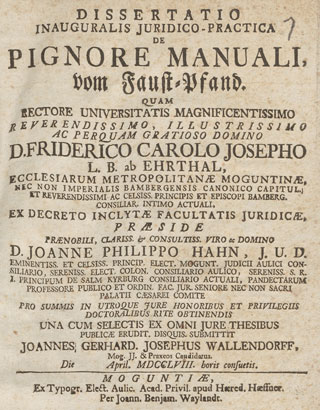 DISSERTATIO
INAUGURALIS JURIDICO-PRACTICA
DE
PIGNORE MANUALI,
vom Faust-Pfand.
QUAM
RECTORE UNIVERSITATIS MAGNIFICENTISSIMO
REVERENDISSIMO, ILLUSTRISSIMO
AC PERQUAM GRATIOSO DOMINO
D. FRIDERICO CAROLO JOSEPHO
L. B. ab EHRTHAL,
ECCLESIARUM METROPOLITANÆ MOGUNTINÆ,
NEC NON IMPERIALIS BAMBERGENSIS CANONICO CAPITUL;
ET REVERENDISSIMI AC CELSISS. PRINCIPIS ET EPISCOPI BAMBERG.
CONSILIAR. INTIMO ACTUALI,
EX DECRETO INCLYTÆ FACULTATIS JURIDICÆ,
PRÆSIDE
PRÆNOBILI, CLARISS. & CONSULTISS. VIRO & DOMINO
D. JOANNE PHILIPPO HAHN, J. U. D.
EMINENTISS. ET CELSISS. PRINCIP. ELECT. MOGUNT. JUDICII AULICI CON-
SILIARIO, SERENISS. ELECT. COLON. CONSILIARIO AULICO, SERENISS. S. R.
I. PRINCIPUM DE SALM KYRBURG CONSILIARIO ACTUALI, PANDECTARUM
PROFESSORE PUBLICO ET ORDIN. FAC. JUR. SENIORE NEC NON SACRI
PALATII CÆSAREI COMITE
PRO SUMMIS IN UTROQUE JURE HONORIBUS ET PRIVILEGIIS
DOCTORALIBUS RITE OBTINENDIS
UNA CUM SELECTIS EX OMNI JURE THESIBUS
PUBLICE ERUDIT. DISQUIS. SUBMITTIT
JOANNES GERHARD. JOSEPHUS WALLENDORFF,
Mog. JJ. & Praxeos Candidatus.
Die April. MDCCLVIII. horis consuetis.
MOGUNTIÆ,
Ex Typogr. Elect. Aulic. Acad. Privil. apud Hæred. Hæffner.
Per Joann. Benjam. Waylandt.